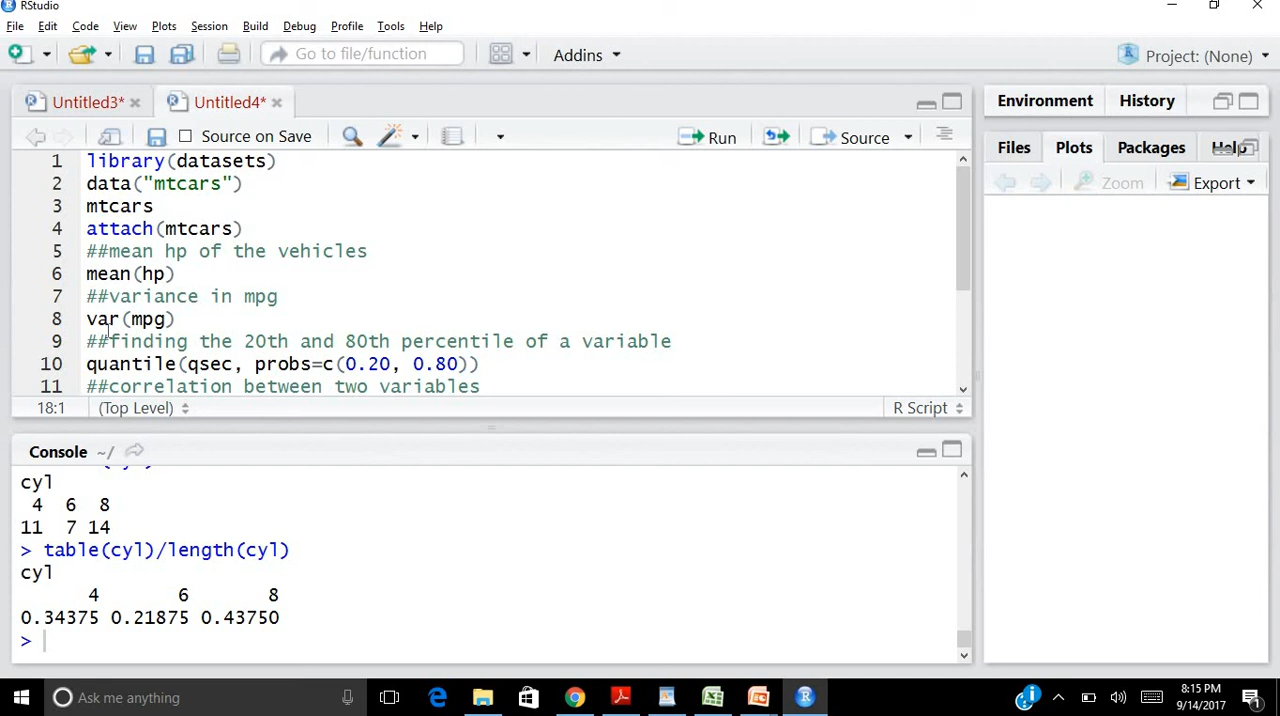 RStudio
File Edit Code View Plots Session Build Debug Profile Tools Help
Go to file/function Addins Project: (None)
Untitled3* Untitled4* Environment History
Source on Save Run Source Files Plots Packages Help
Zoom Export
1 library(datasets)
2 data("mtcars")
3 mtcars
4 attach(mtcars)
5 ##mean hp of the vehicles
6 mean(hp)
7 ##variance in mpg
8 var(mpg)
9 ##finding the 20th and 80th percentile of a variable
10 quantile(qsec, probs=c(0.20, 0.80))
11 ##correlation between two variables
18:1 (Top Level) R Script
Console ~/
cyl
4 6 8
11 7 14
> table(cyl)/length(cyl)
cyl
4 6 8
0.34375 0.21875 0.43750
>
Ask me anything 8:15 PM
9/14/2017